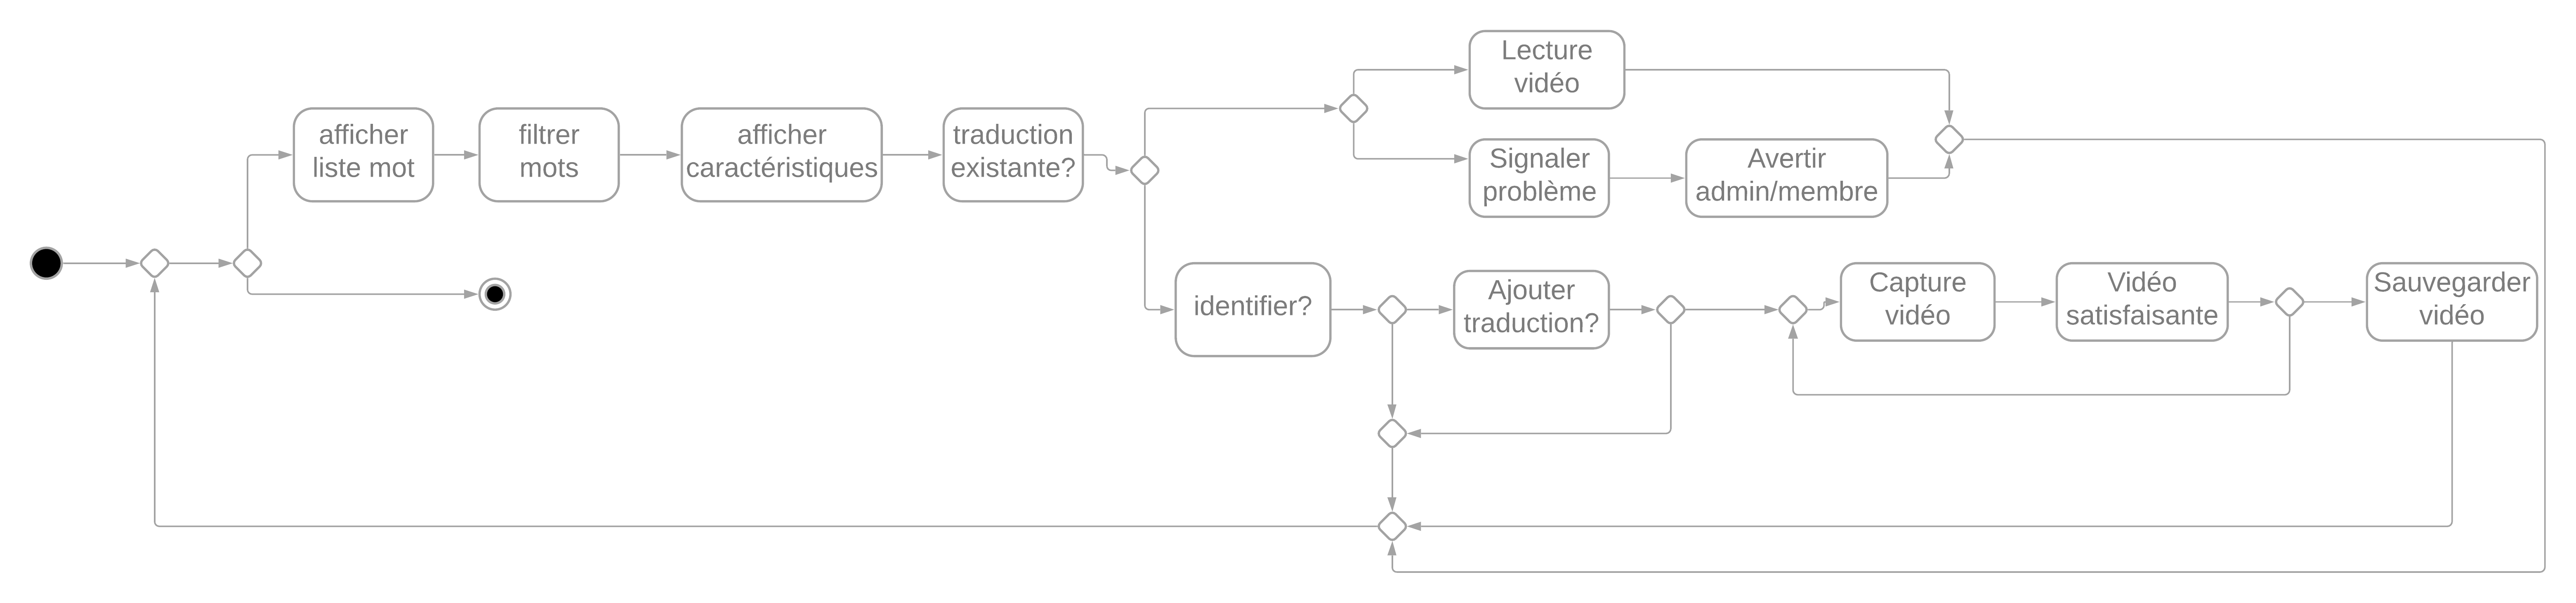 Lecture
vidéo
afficher
liste mot
filtrer
mots
afficher
caractéristiques
traduction
existante?
Signaler
problème
Avertir
admin/membre
identifier?
Ajouter
traduction?
Capture
vidéo
Vidéo
satisfaisante
Sauvegarder
vidéo